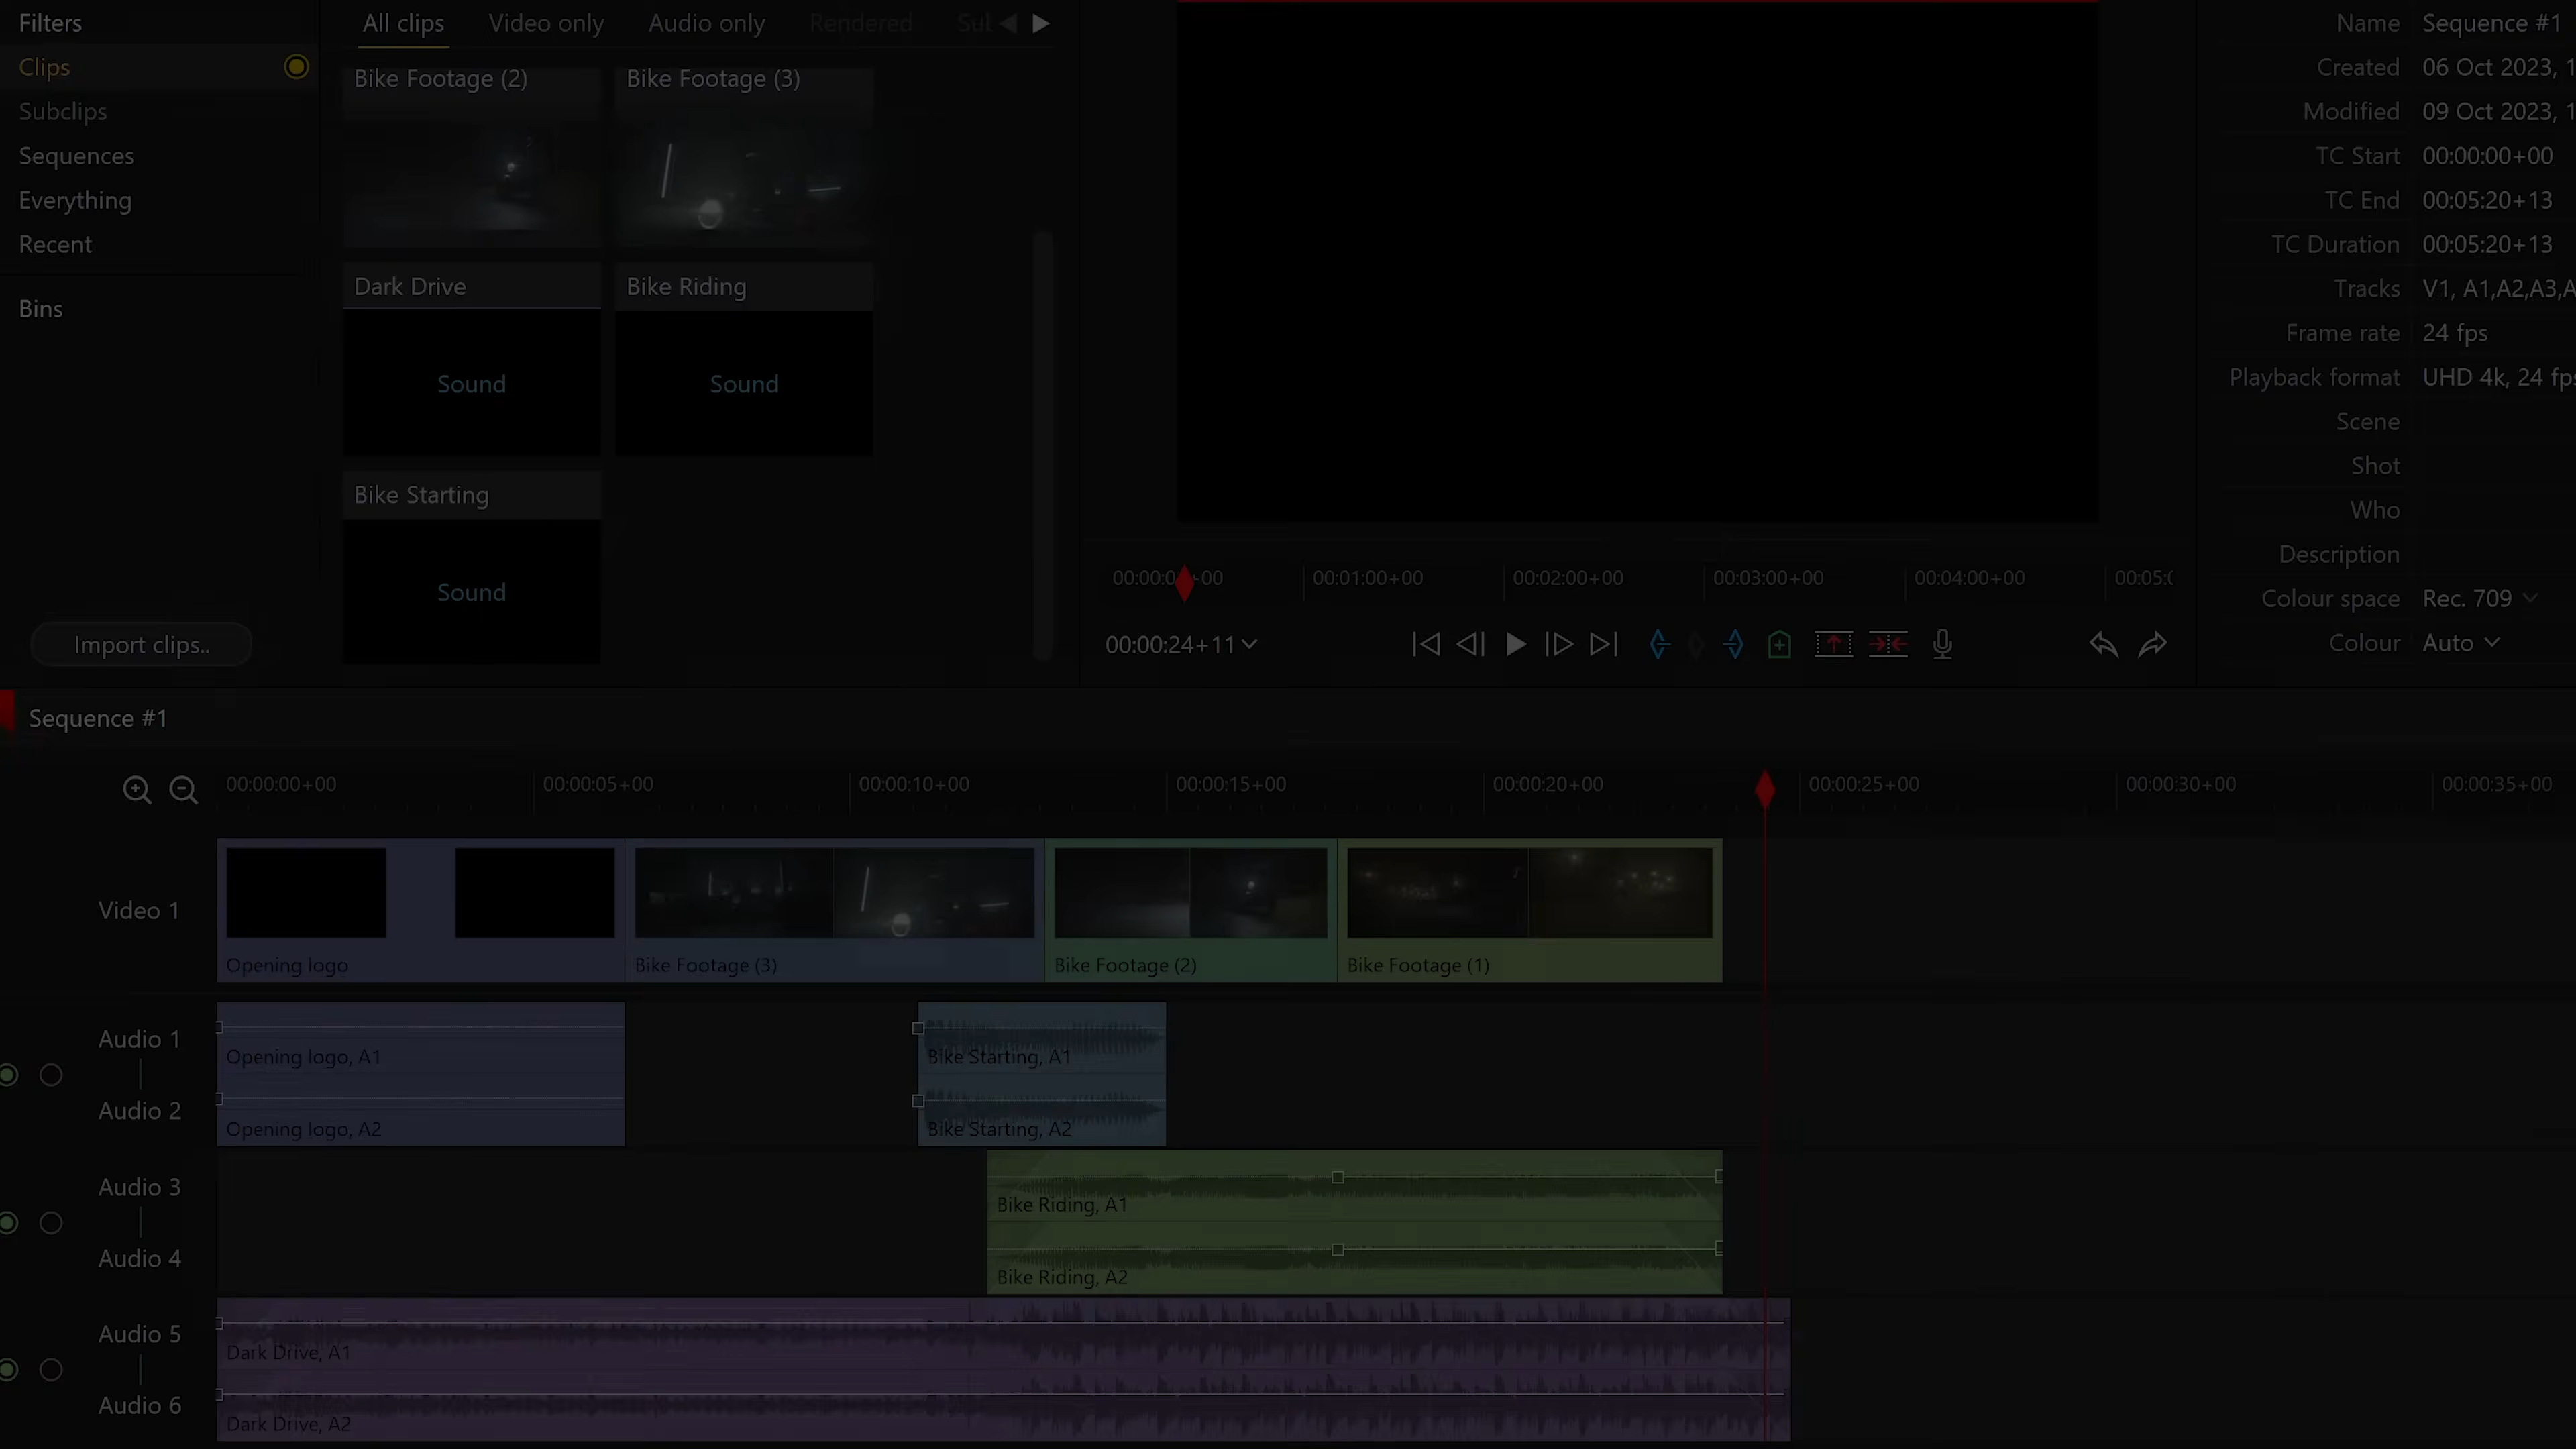 Filters
Clips
Subclips
Sequences
Everything
Recent
Bins
Import clips..
All clips Video only Audio only Rendered Sul
Bike Footage (2) Bike Footage (3)
Dark Drive Bike Riding
Sound Sound
Bike Starting
Sound
00:01:00+00 00:02:00+00 00:03:00+00 00:04:00+00
00:00:24+11
Name Sequence #1
Created 06 Oct 2023, 1
Modified 09 Oct 2023, 1
TC Start 00:00:00+00
TC End 00:05:20+13
TC Duration 00:05:20+13
Tracks V1, A1,A2,A3,A
Frame rate 24 fps
Playback format UHD 4k, 24 fps
Scene
Shot
Who
Description
Colour space Rec. 709
Colour Auto
Sequence #1
00:00:00+00 00:00:05+00 00:00:10+00 00:00:15+00 00:00:20+00 00:00:25+00 00:00:30+00 00:00:35+00
Video 1
Opening logo Bike Footage (3) Bike Footage (2) Bike Footage (1)
Audio 1
Opening logo, A1 Bike Starting, A1
Audio 2
Opening logo, A2 Bike Starting, A2
Audio 3
Bike Riding, A1
Audio 4
Bike Riding, A2
Audio 5
Dark Drive, A1
Audio 6
Dark Drive, A2